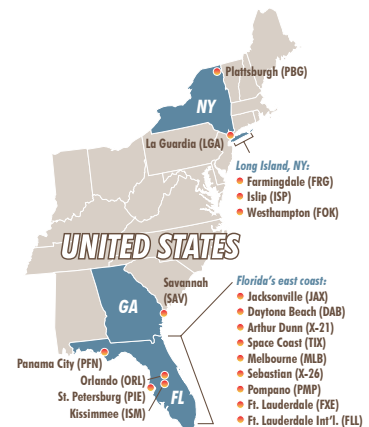 Plattsburgh (PBG)
NY
La Guardia (LGA)
Long Island, NY:
Farmingdale (FRG)
Islip (ISP)
Westhampton (FOK)
UNITED STATES
Savannah
(SAV)
GA
Florida's east coast:
Jacksonville (JAX)
Daytona Beach (DAB)
Arthur Dunn (X-21)
Space Coast (TIX)
Melbourne (MLB)
Sebastian (X-26)
Pompano (PMP)
Ft. Lauderdale (FXE)
Ft. Lauderdale Int'l. (FLL)
Panama City (PFN)
Orlando (ORL)
St. Petersburg (PIE)
Kissimmee (ISM)
FL